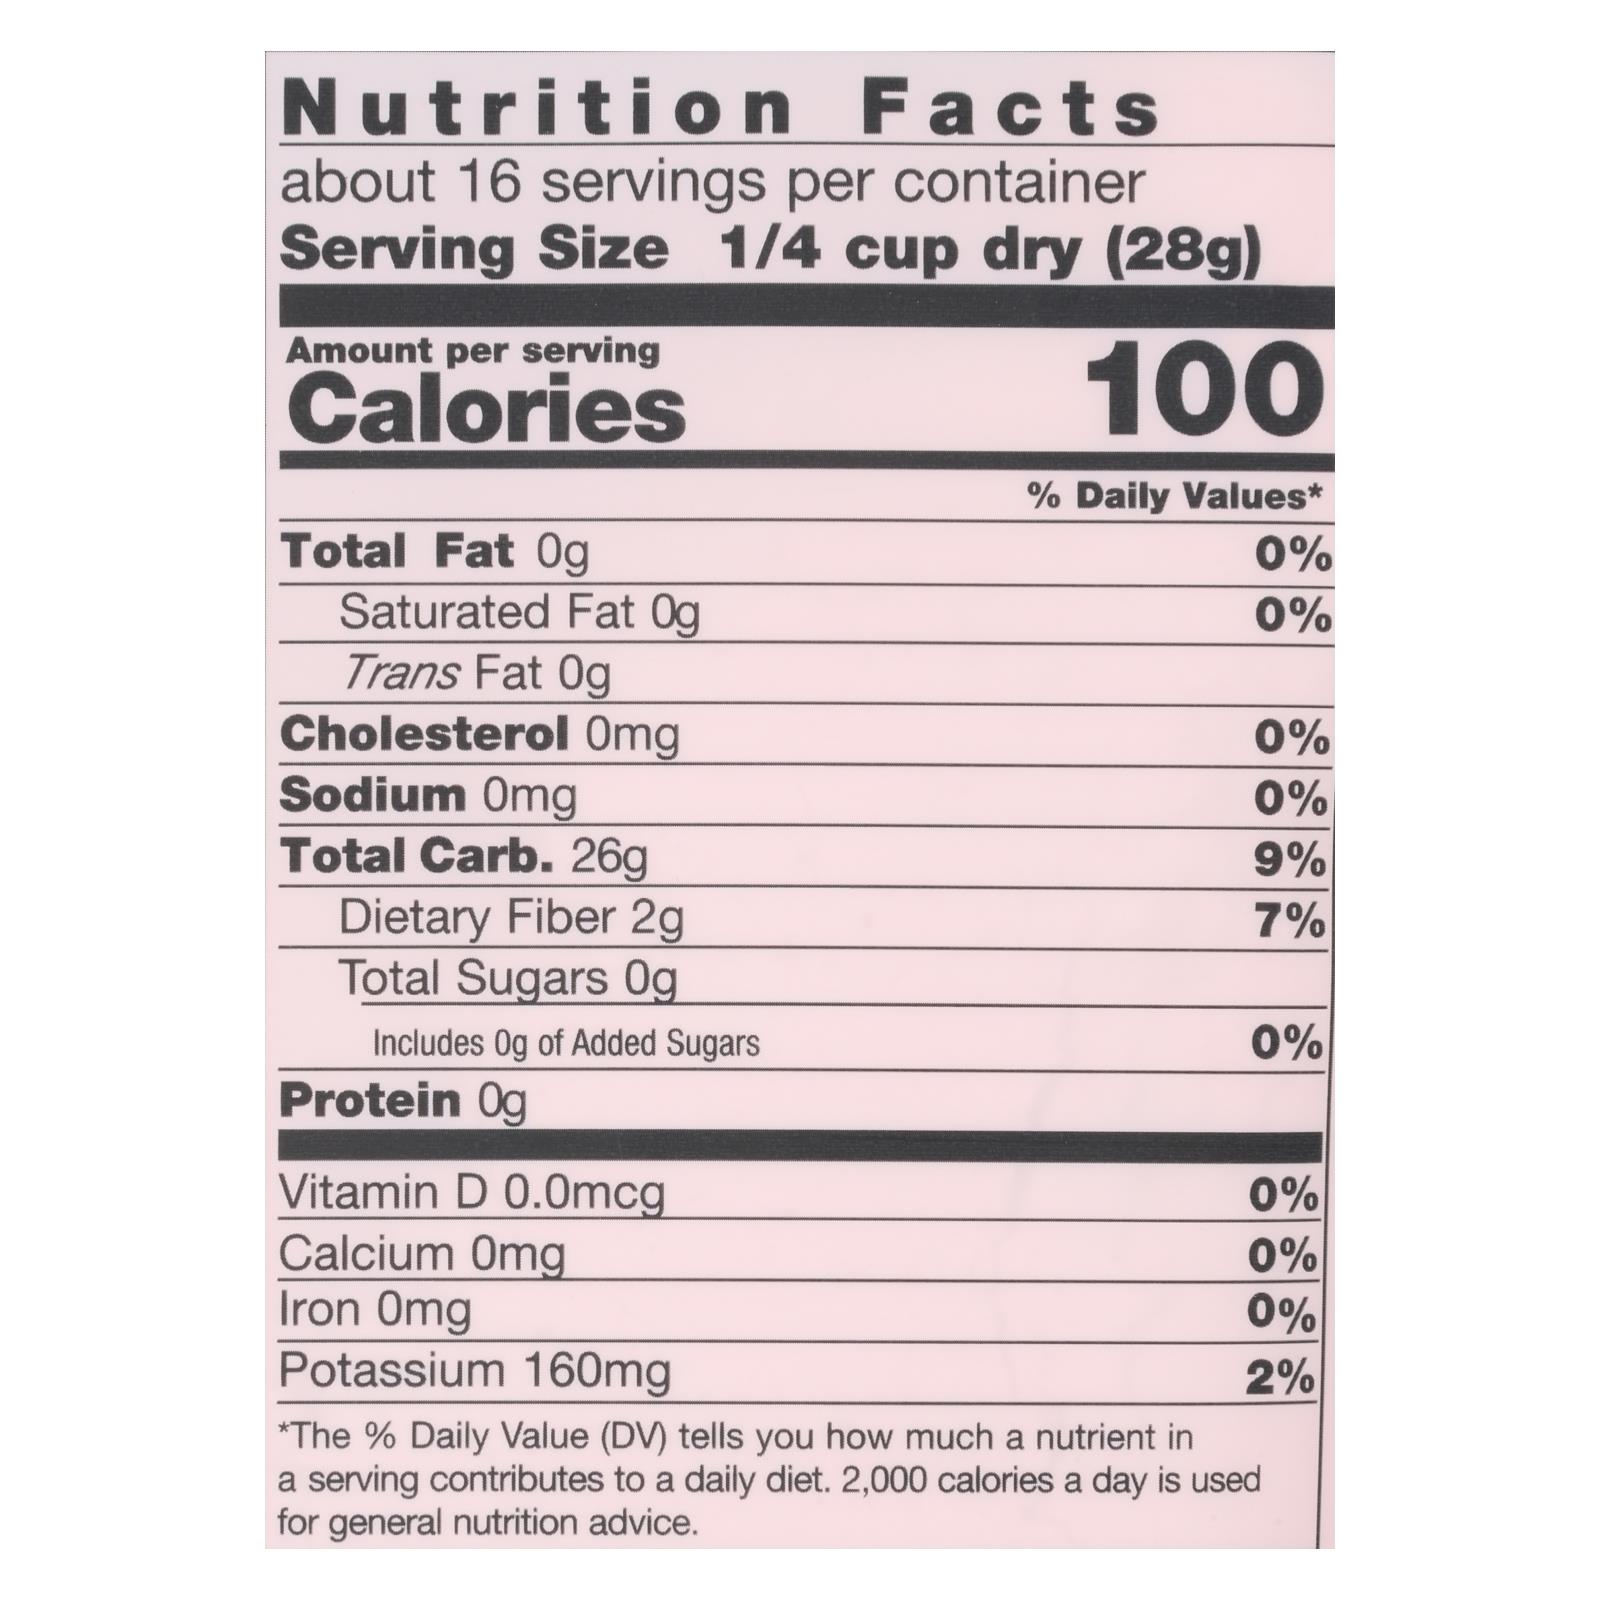 Nutrition Facts
about 16 servings per container
Serving Size 1/4 cup dry (28g)
Amount per serving
Calories 100
% Daily Values*
Total Fat 0g 0%
Saturated Fat 0g 0%
Trans Fat 0g
Cholesterol 0mg 0%
Sodium 0mg 0%
Total Carb. 26g 9%
Dietary Fiber 2g 7%
Total Sugars 0g
Includes 0g of Added Sugars 0%
Protein 0g
Vitamin D 0.0mcg 0%
Calcium 0mg 0%
Iron 0mg 0%
Potassium 160mg 2%
*The % Daily Value (DV) tells you how much a nutrient in
a serving contributes to a daily diet. 2,000 calories a day is used
for general nutrition advice.